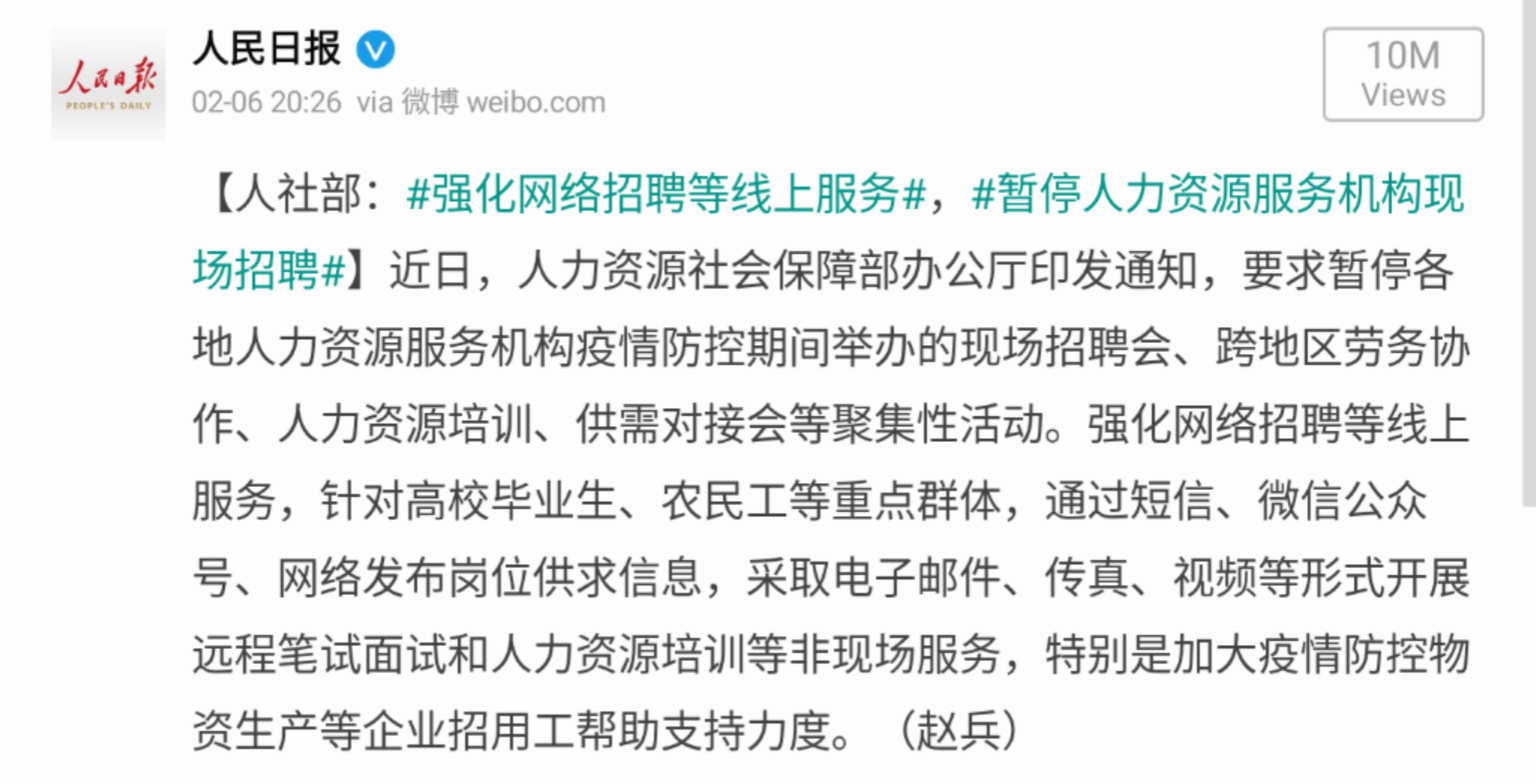 人民日报
PEOPLE'S DAILY
人民日报
10M
Views
02-06 20:26 via 微博 weibo.com
【人社部：#强化网络招聘等线上服务#，#暂停人力资源服务机构现
场招聘#】近日，人力资源社会保障部办公厅印发通知，要求暂停各
地人力资源服务机构疫情防控期间举办的现场招聘会、跨地区劳务协
作、人力资源培训、供需对接会等聚集性活动。强化网络招聘等线上
服务，针对高校毕业生、农民工等重点群体，通过短信、微信公众
号、网络发布岗位供求信息，采取电子邮件、传真、视频等形式开展
远程笔试面试和人力资源培训等非现场服务，特别是加大疫情防控物
资生产等企业招用工帮助支持力度。（赵兵）